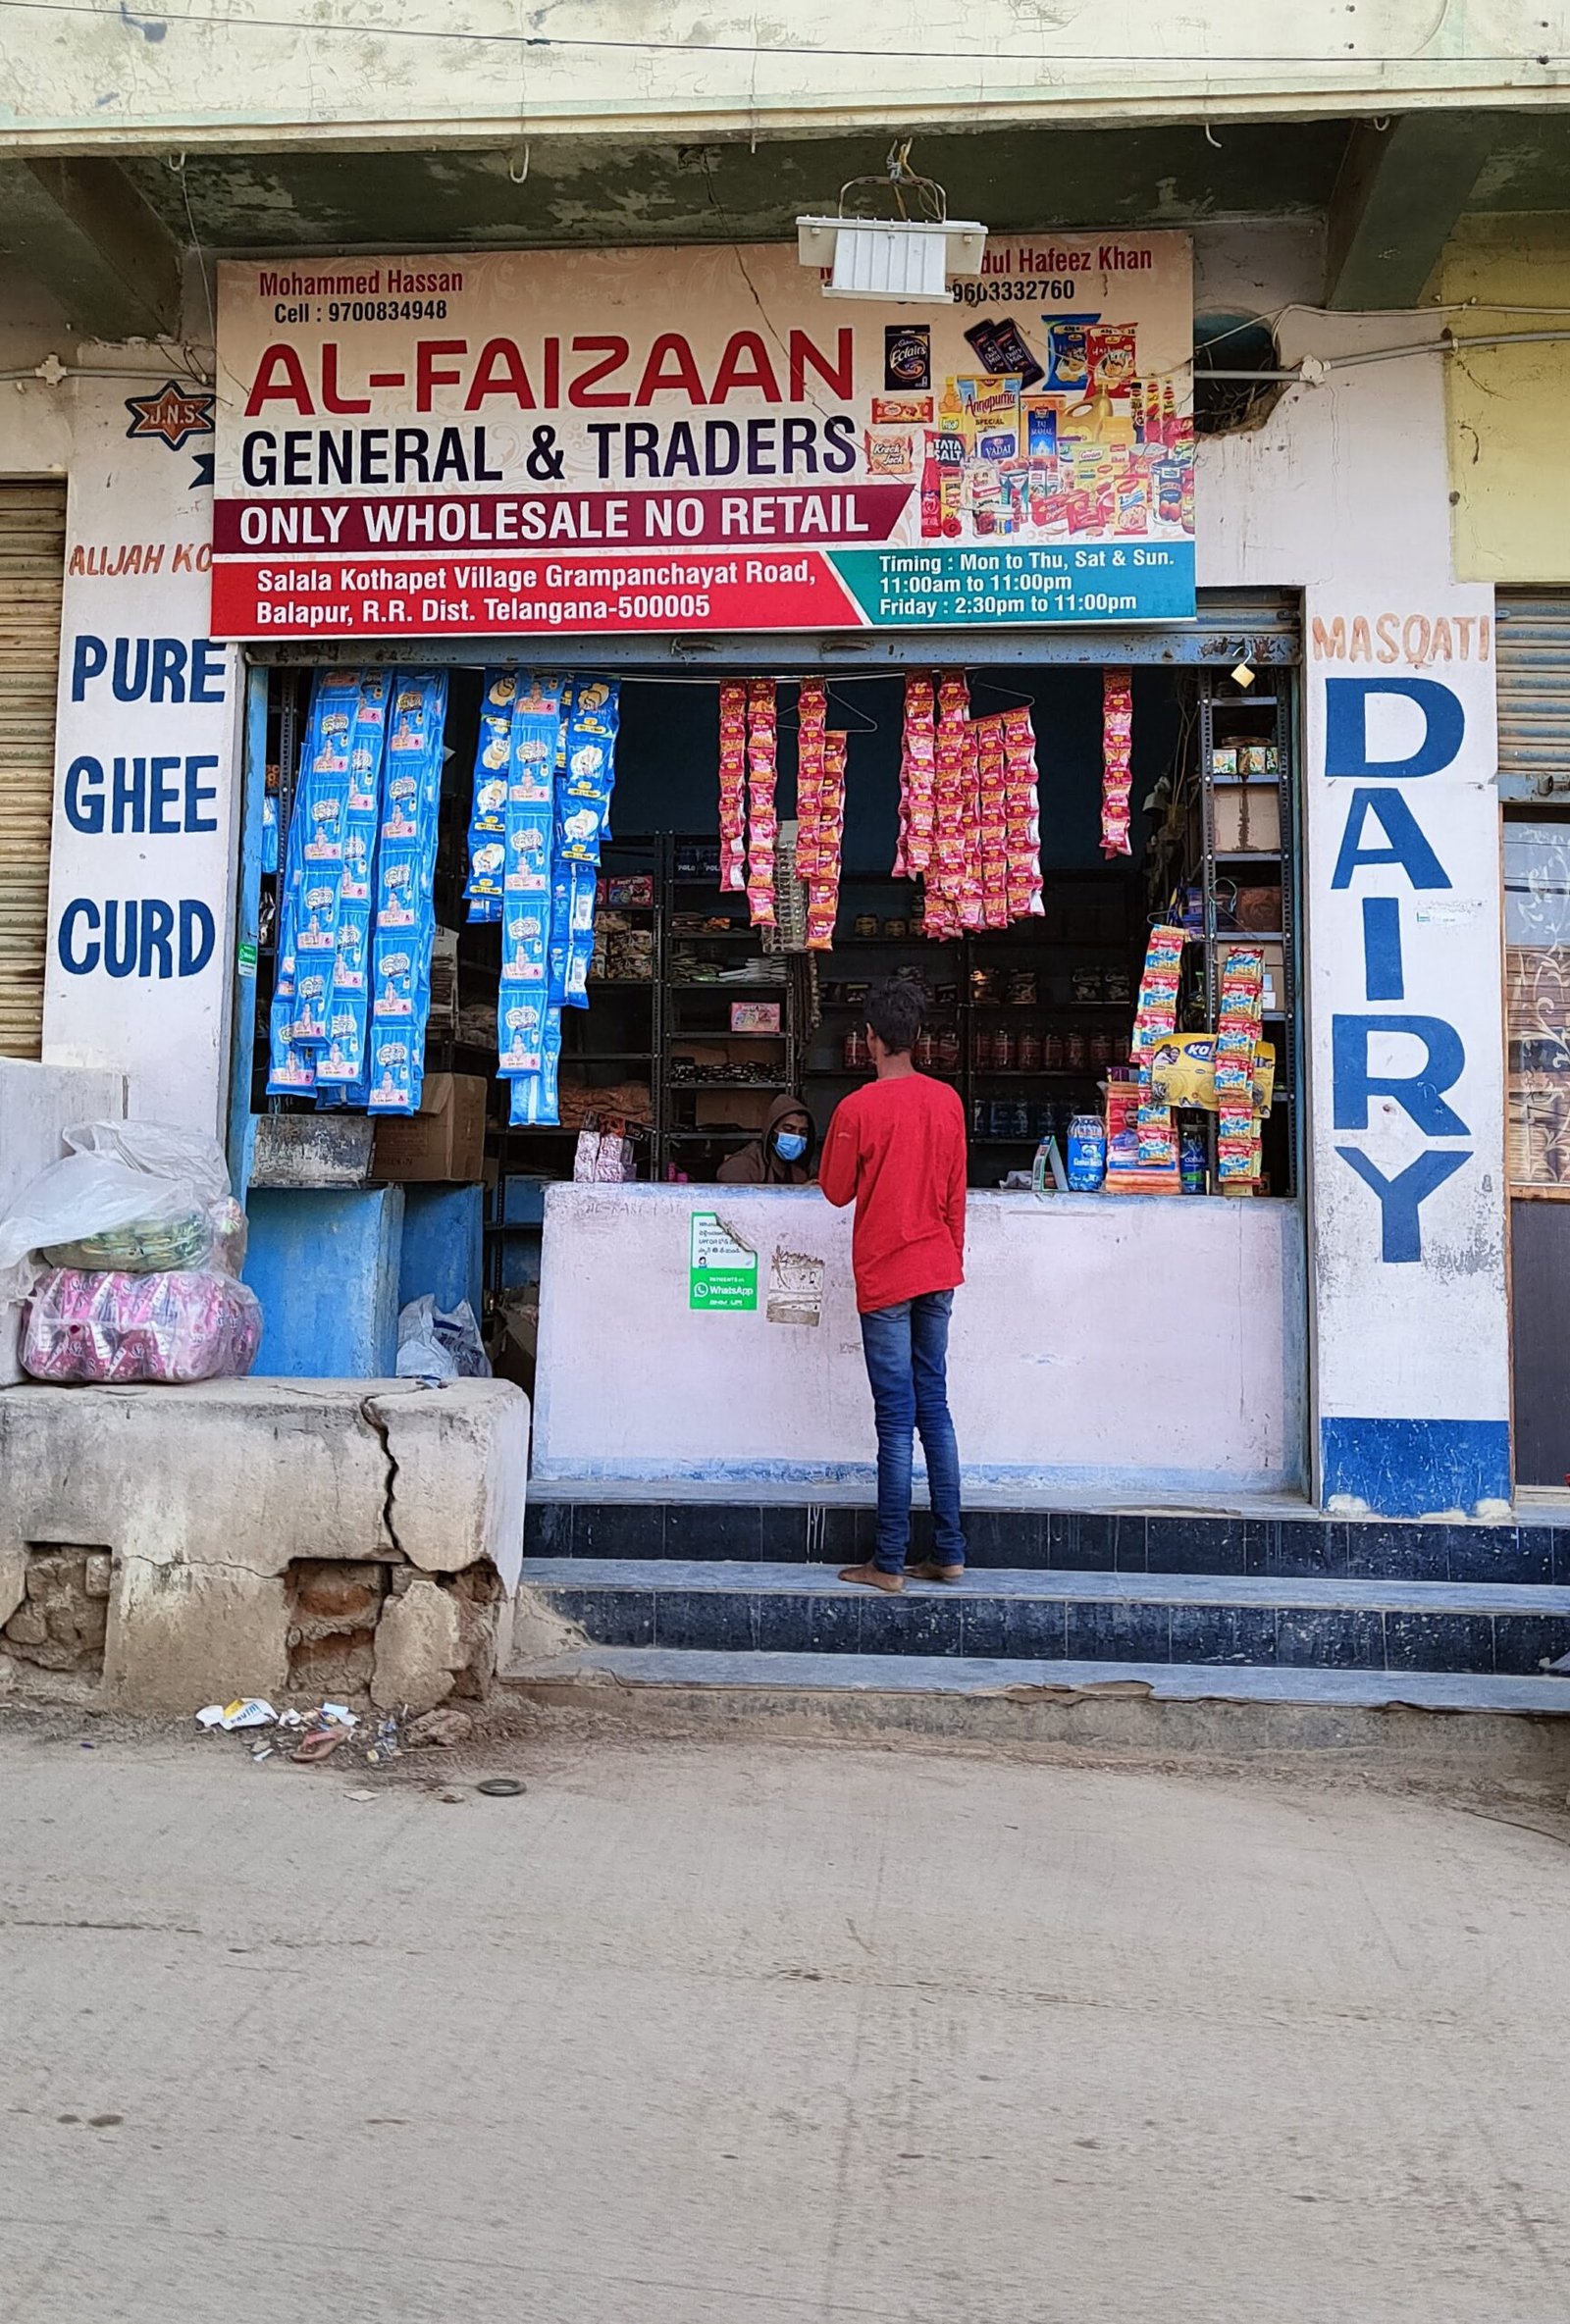 Mohammed Hassan
Cell : 9700834948
dul Hafeez Khan
9603332760
AL-FAIZAAN
GENERAL & TRADERS
ONLY WHOLESALE NO RETAIL
Salala Kothapet Village Grampanchayat Road,
Balapur, R.R. Dist. Telangana-500005
Timing : Mon to Thu, Sat & Sun.
11:00am to 11:00pm
Friday : 2:30pm to 11:00pm
Eclairs
Annapurna
SPECIAL
TAJ
MAHAL
TATA
SALT
Krack
Jack
J.N.S
ALIJAH KO
PURE
GHEE
CURD
MASQATI
DAIRY
WhatsApp